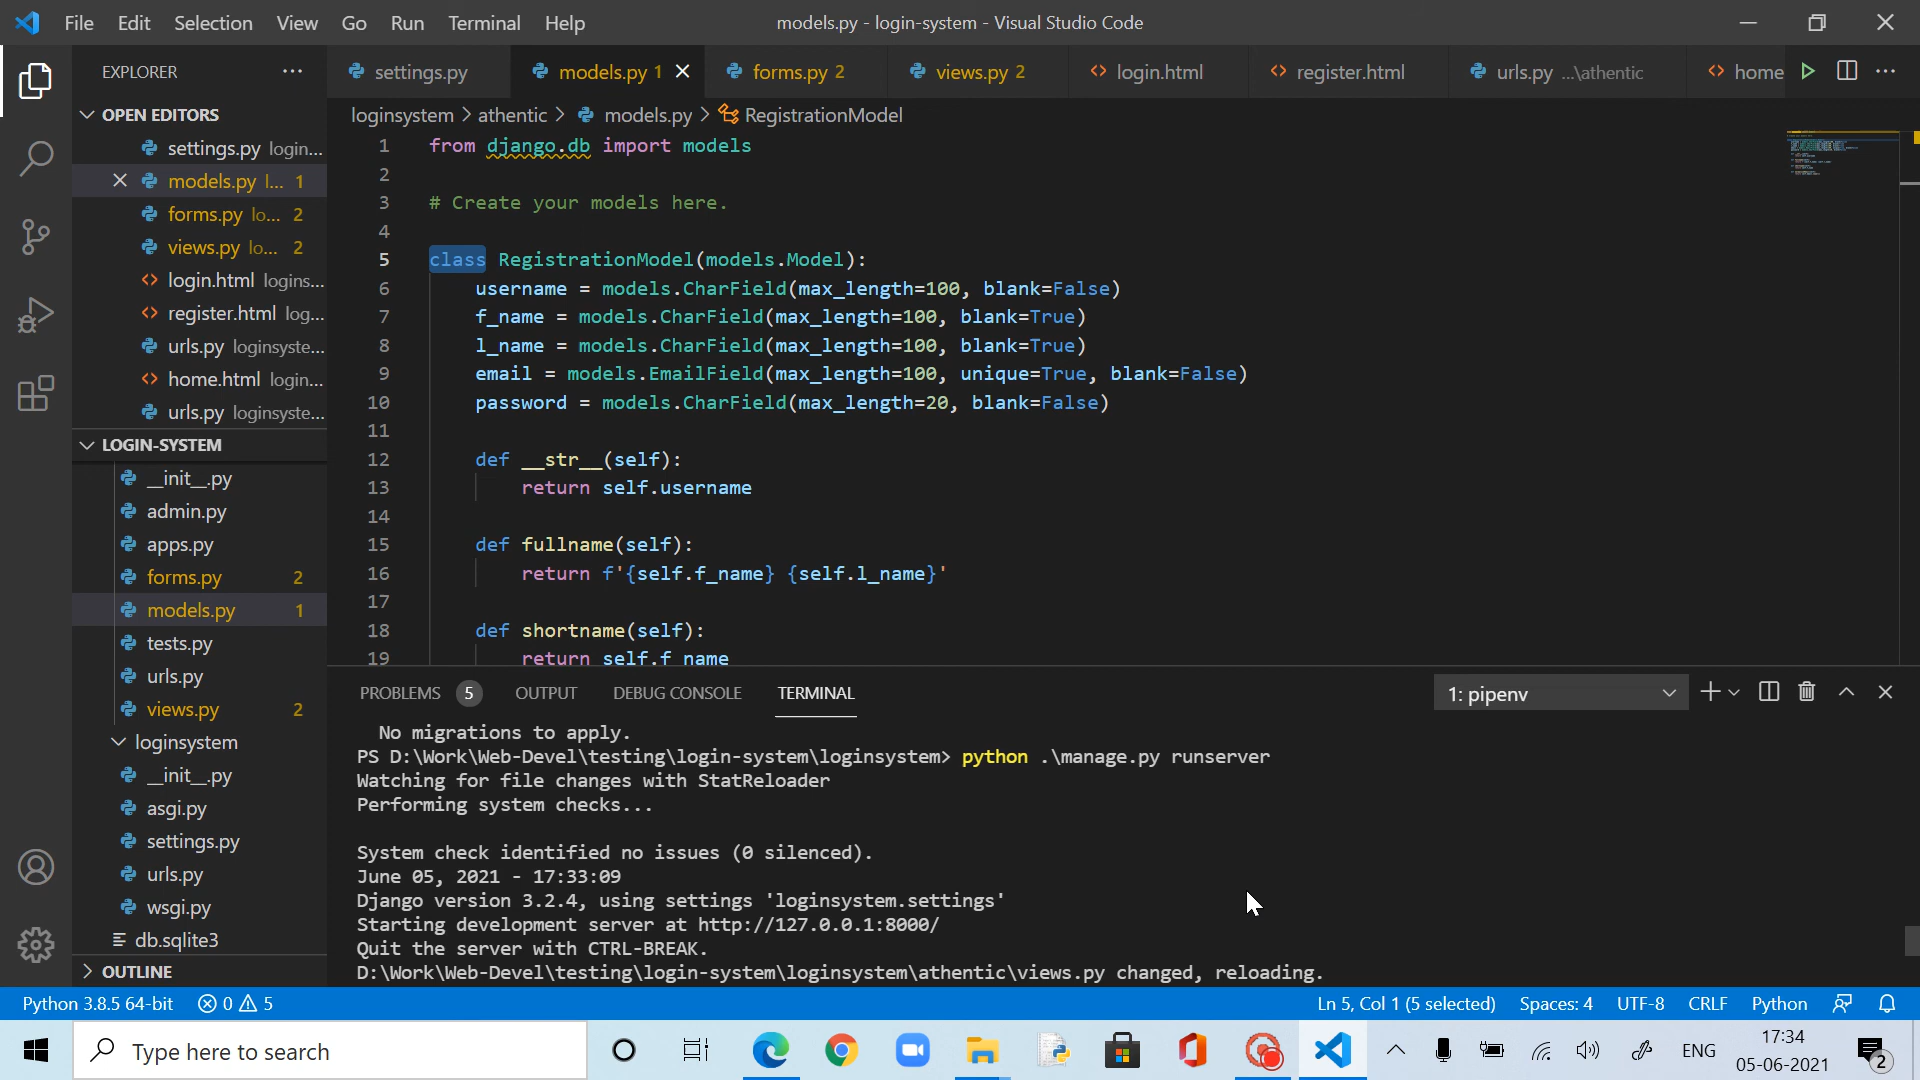 File Edit Selection View Go Run Terminal Help
models.py - login-system - Visual Studio Code
EXPLORER
settings.py
models.py 1
forms.py 2
views.py 2
login.html
register.html
urls.py ...\athentic
home
OPEN EDITORS
settings.py login...
models.py l... 1
forms.py lo... 2
views.py lo... 2
login.html logins...
register.html log...
urls.py loginsyste...
home.html login...
urls.py loginsyste...
LOGIN-SYSTEM
__init__.py
admin.py
apps.py
forms.py 2
models.py 1
tests.py
urls.py
views.py 2
loginsystem
__init__.py
asgi.py
settings.py
urls.py
wsgi.py
db.sqlite3
OUTLINE
loginsystem > athentic > models.py > RegistrationModel
1 from django.db import models
2
3 # Create your models here.
4
5 class RegistrationModel(models.Model):
6 username = models.CharField(max_length=100, blank=False)
7 f_name = models.CharField(max_length=100, blank=True)
8 l_name = models.CharField(max_length=100, blank=True)
9 email = models.EmailField(max_length=100, unique=True, blank=False)
10 password = models.CharField(max_length=20, blank=False)
11
12 def __str__(self):
13 return self.username
14
15 def fullname(self):
16 return f'{self.f_name} {self.l_name}'
17
18 def shortname(self):
19 return self.f_name
PROBLEMS 5 OUTPUT DEBUG CONSOLE TERMINAL
1: pipenv
No migrations to apply.
PS D:\Work\Web-Devel\testing\login-system\loginsystem> python .\manage.py runserver
Watching for file changes with StatReloader
Performing system checks...
System check identified no issues (0 silenced).
June 05, 2021 - 17:33:09
Django version 3.2.4, using settings 'loginsystem.settings'
Starting development server at http://127.0.0.1:8000/
Quit the server with CTRL-BREAK.
D:\Work\Web-Devel\testing\login-system\loginsystem\athentic\views.py changed, reloading.
Python 3.8.5 64-bit 0 5
Ln 5, Col 1 (5 selected) Spaces: 4 UTF-8 CRLF Python
Type here to search
ENG
17:34
05-06-2021
2